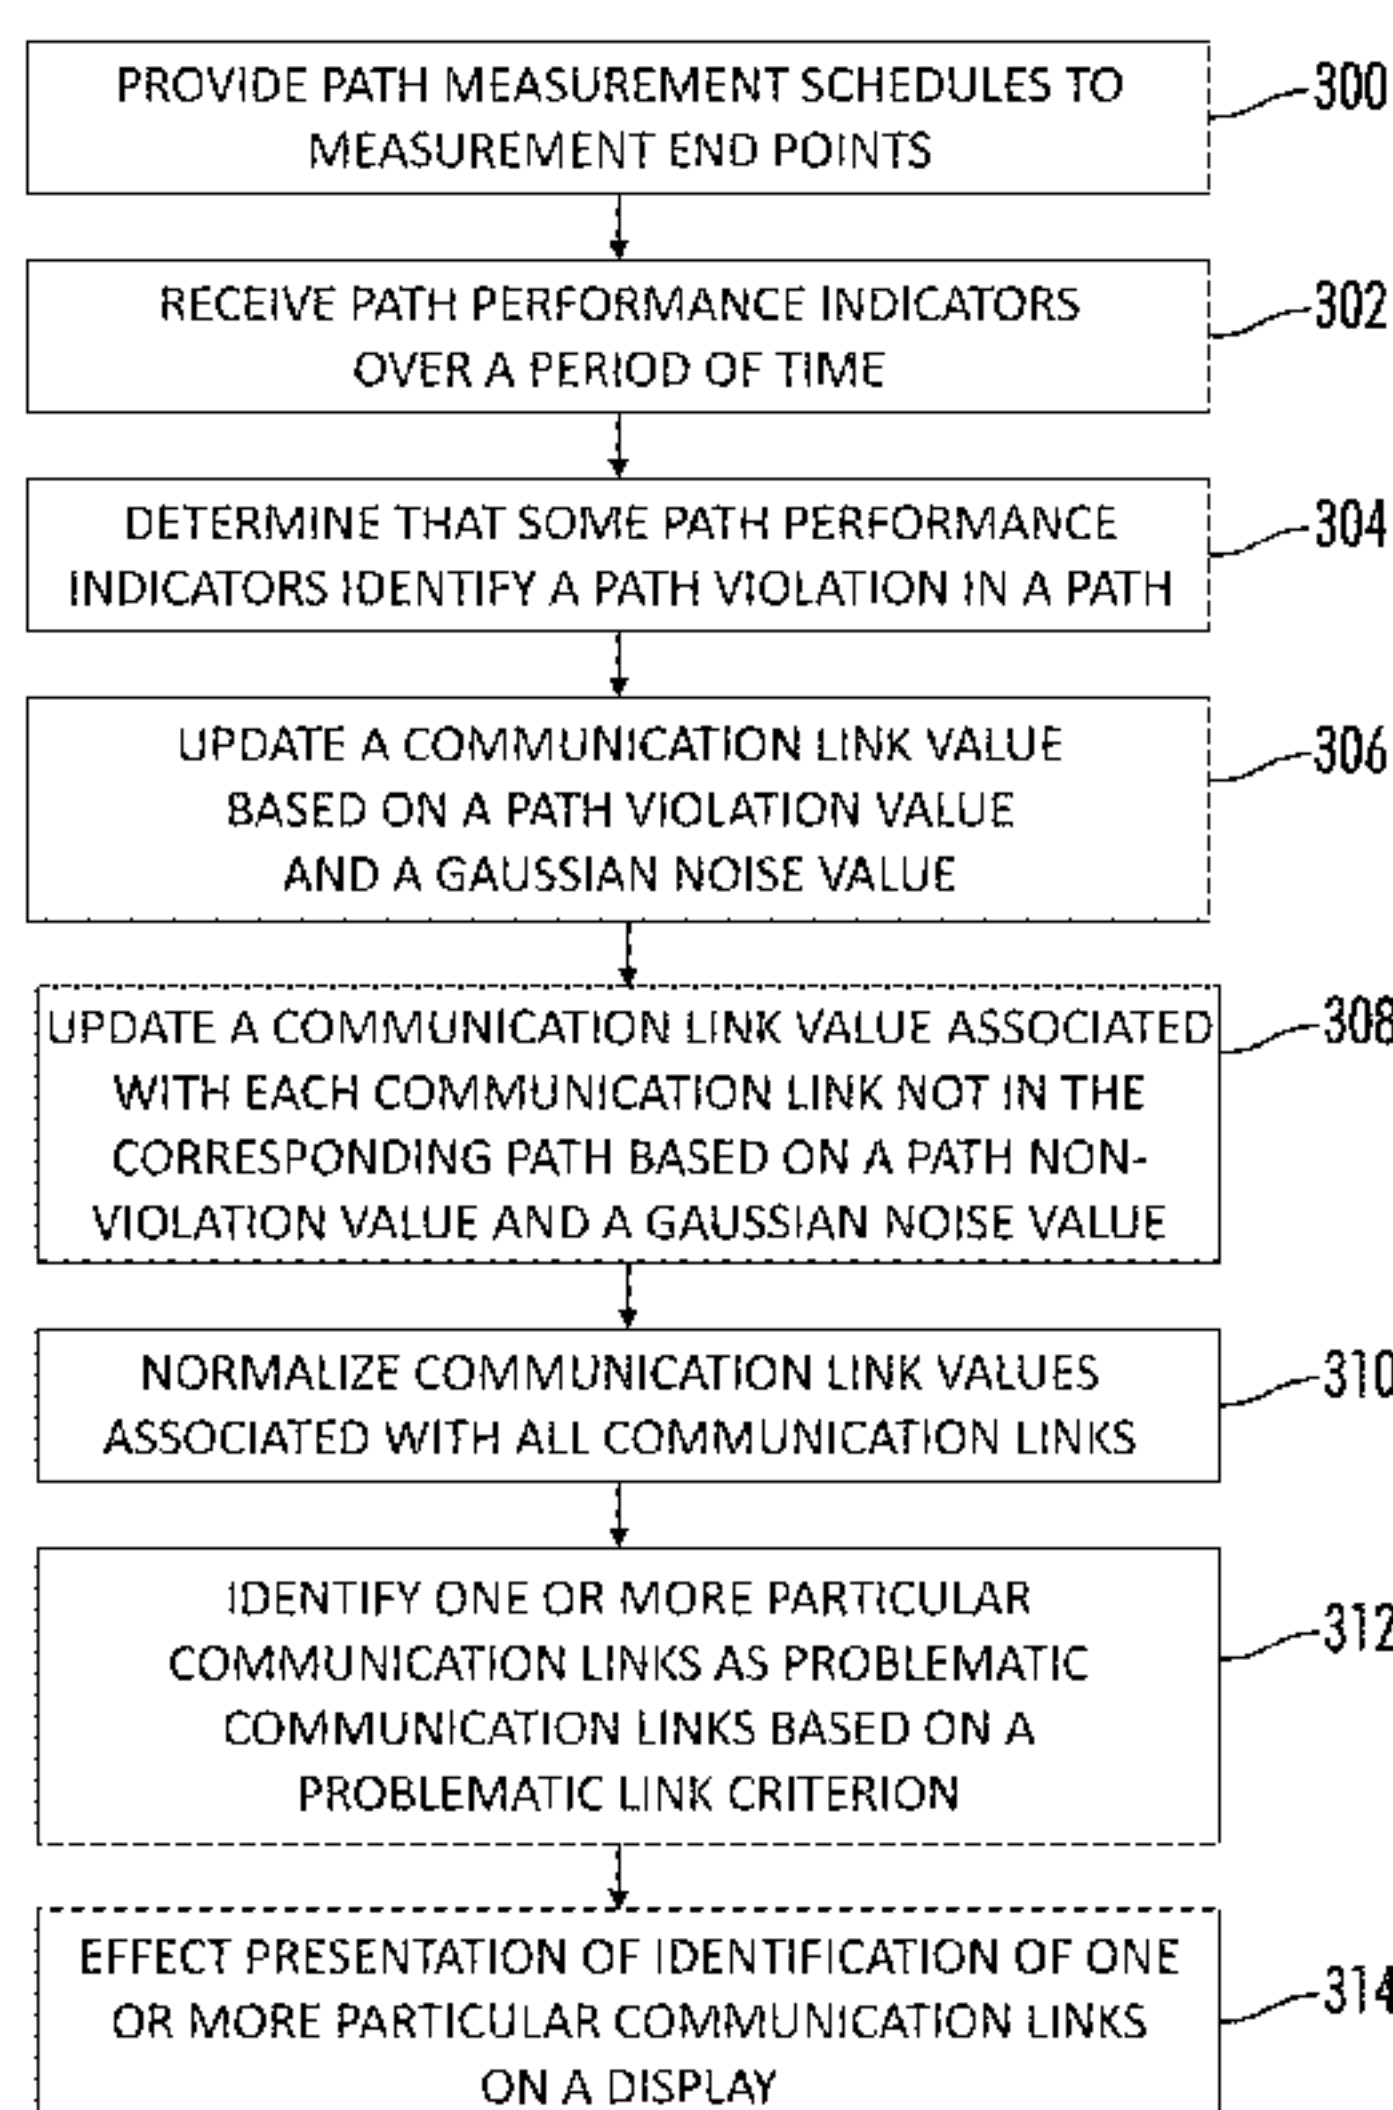 PROVIDE PATH MEASUREMENT SCHEDULES TO
MEASUREMENT END POINTS
300
RECEIVE PATH PERFORMANCE INDICATORS
OVER A PERIOD OF TIME
302
DETERMINE THAT SOME PATH PERFORMANCE
INDICATORS IDENTIFY A PATH VIOLATION IN A PATH
304
UPDATE A COMMUNICATION LINK VALUE
BASED ON A PATH VIOLATION VALUE
AND A GAUSSIAN NOISE VALUE
306
UPDATE A COMMUNICATION LINK VALUE ASSOCIATED
WITH EACH COMMUNICATION LINK NOT IN THE
CORRESPONDING PATH BASED ON A PATH NON-
VIOLATION VALUE AND A GAUSSIAN NOISE VALUE
308
NORMALIZE COMMUNICATION LINK VALUES
ASSOCIATED WITH ALL COMMUNICATION LINKS
310
IDENTIFY ONE OR MORE PARTICULAR
COMMUNICATION LINKS AS PROBLEMATIC
COMMUNICATION LINKS BASED ON A
PROBLEMATIC LINK CRITERION
312
EFFECT PRESENTATION OF IDENTIFICATION OF ONE
OR MORE PARTICULAR COMMUNICATION LINKS
ON A DISPLAY
314